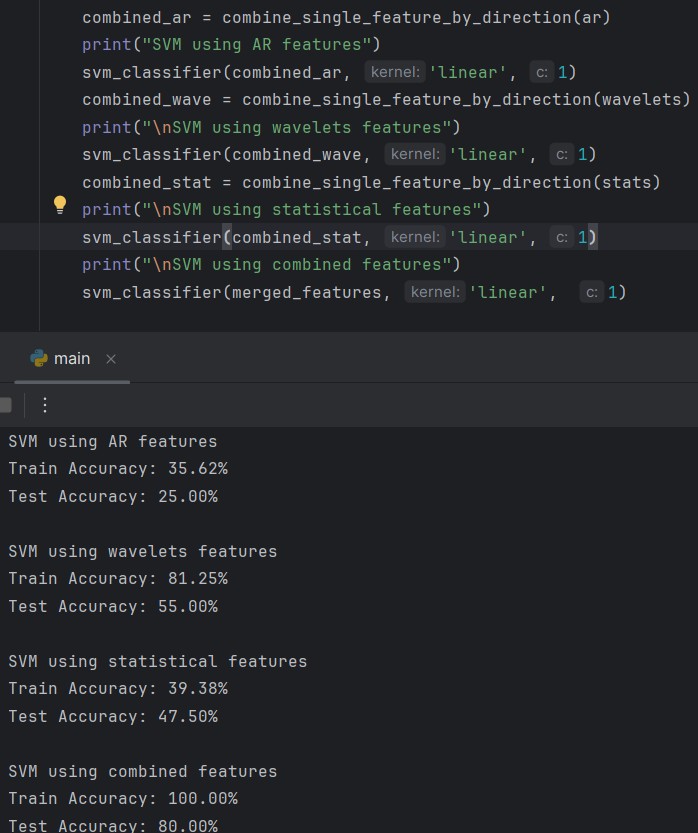 combined_ar = combine_single_feature_by_direction(ar)
print("SVM using AR features")
svm_classifier(combined_ar, kernel: 'linear', c: 1)
combined_wave = combine_single_feature_by_direction(wavelets)
print("\nSVM using wavelets features")
svm_classifier(combined_wave, kernel: 'linear', c: 1)
combined_stat = combine_single_feature_by_direction(stats)
print("\nSVM using statistical features")
svm_classifier(combined_stat, kernel: 'linear', c: 1)
print("\nSVM using combined features")
svm_classifier(merged_features, kernel: 'linear', c: 1)
main
SVM using AR features
Train Accuracy: 35.62%
Test Accuracy: 25.00%
SVM using wavelets features
Train Accuracy: 81.25%
Test Accuracy: 55.00%
SVM using statistical features
Train Accuracy: 39.38%
Test Accuracy: 47.50%
SVM using combined features
Train Accuracy: 100.00%
Test Accuracy: 80.00%